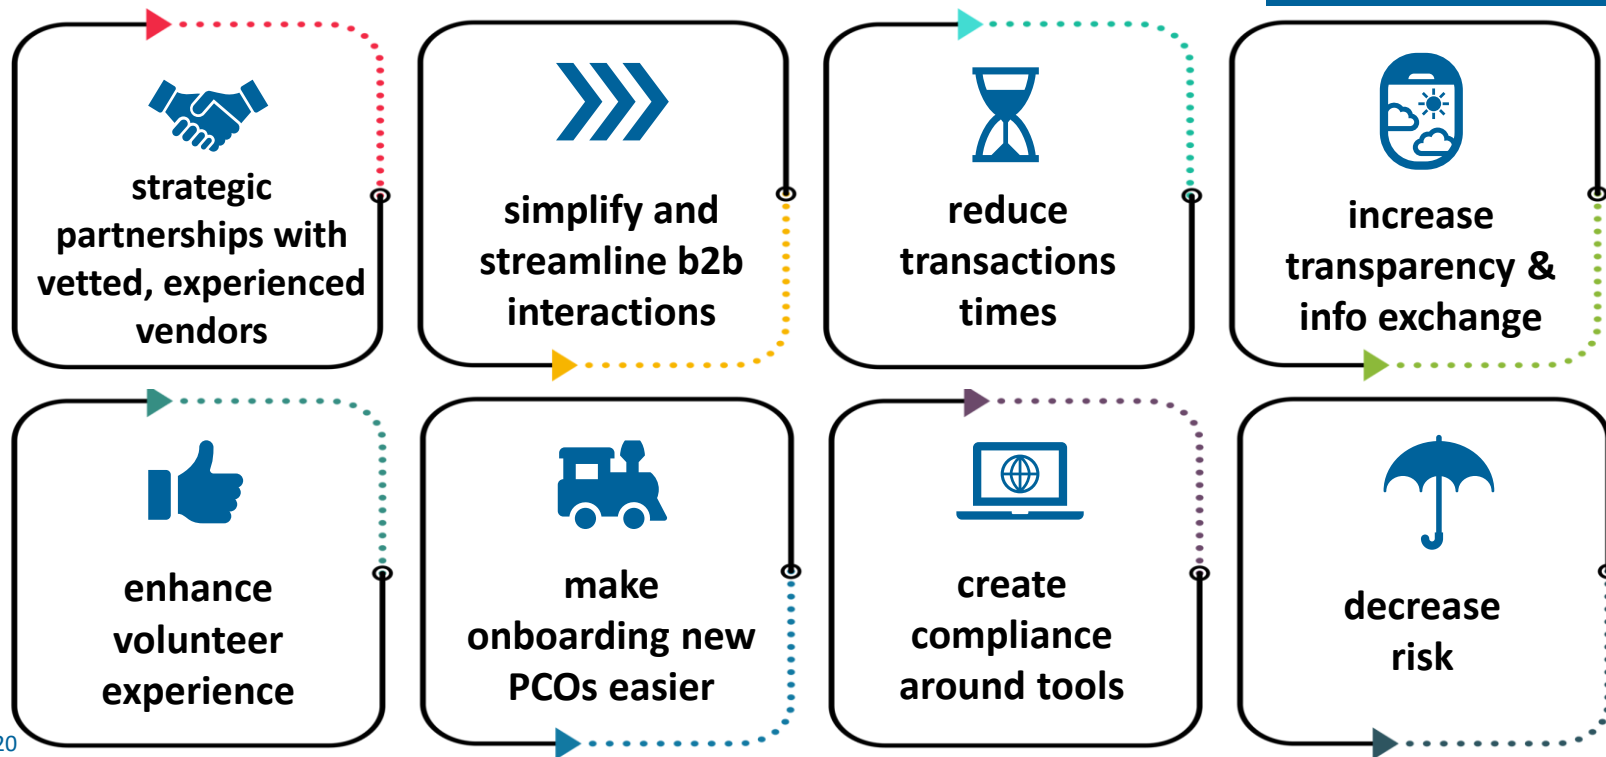 strategic
partnerships with
vetted, experienced
vendors
simplify and
streamline b2b
interactions
reduce
transactions
times
increase
transparency &
info exchange
enhance
volunteer
experience
make
onboarding new
PCOs easier
create
compliance
around tools
decrease
risk
20